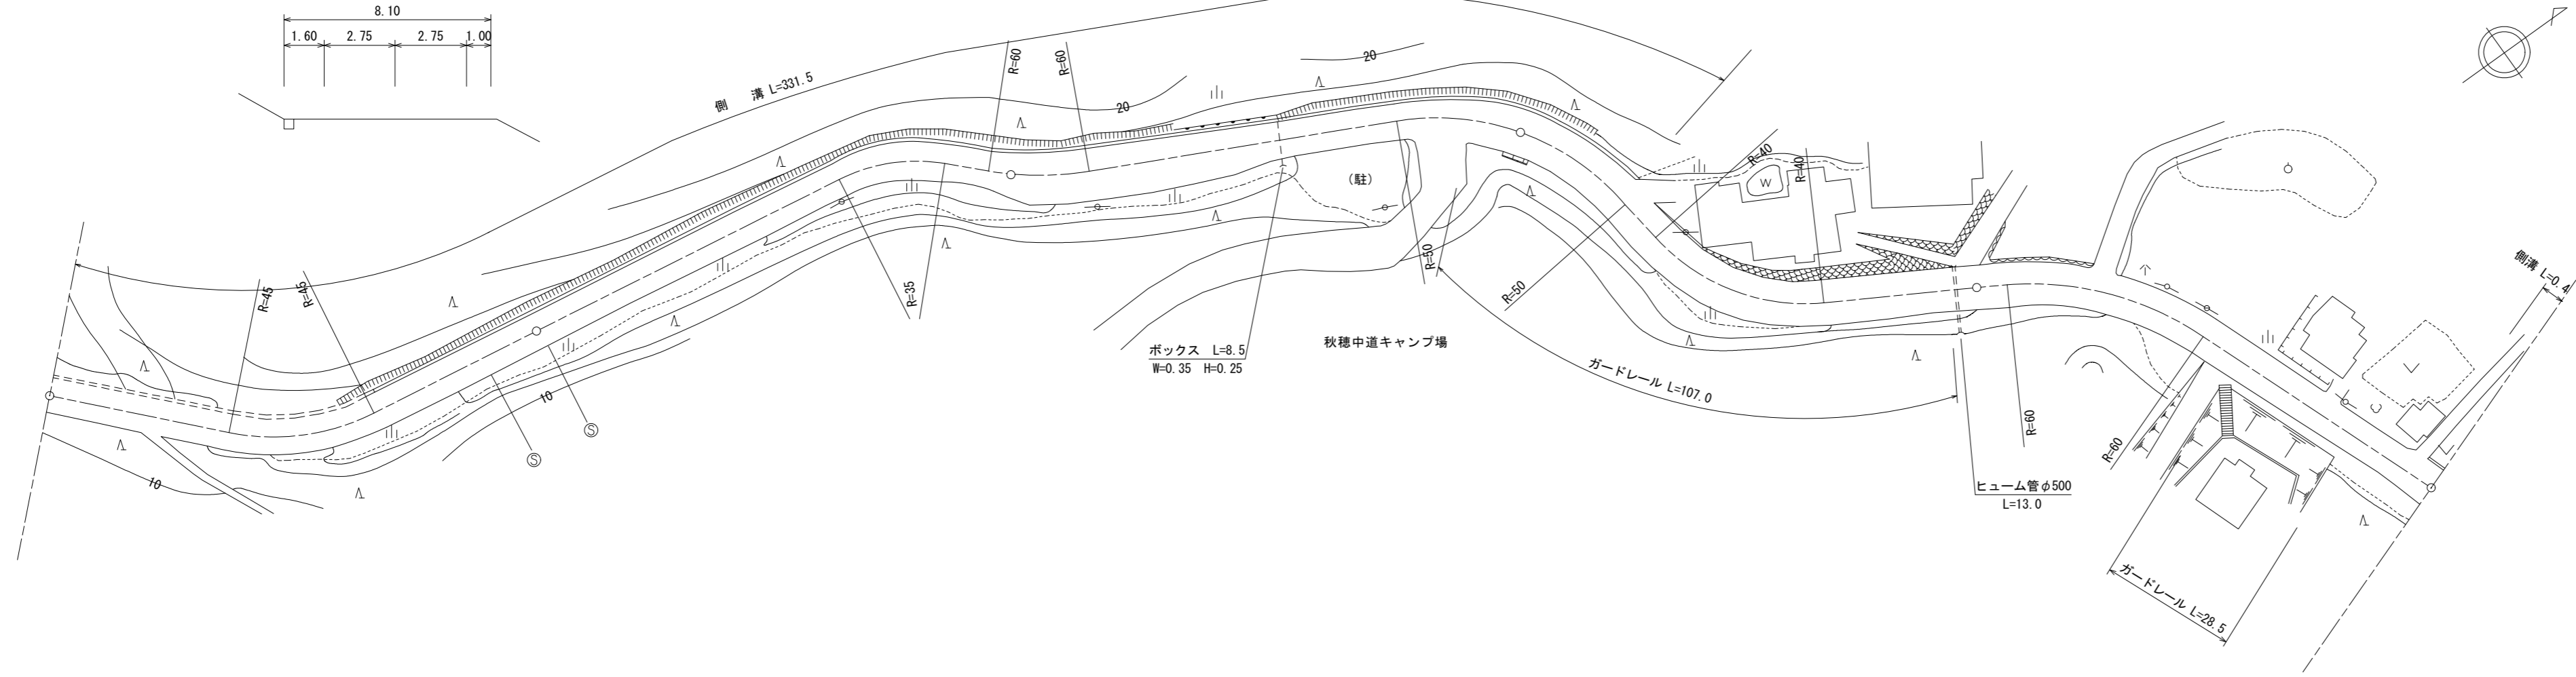 8.10
1.60 2.75 2.75 1.00
側 溝 L=331.5
R=60
R=60
20
20
(駐)
R=40
W
R=40
R=45
R=45
R=35
R=50
R=50
ボックス L=8.5
W=0.35 H=0.25
秋穂中道キャンプ場
ガードレール L=107.0
側溝 L=0.4
10
10
S
S
ヒューム管φ500
L=13.0
R=60
R=60
ガードレール L=28.5